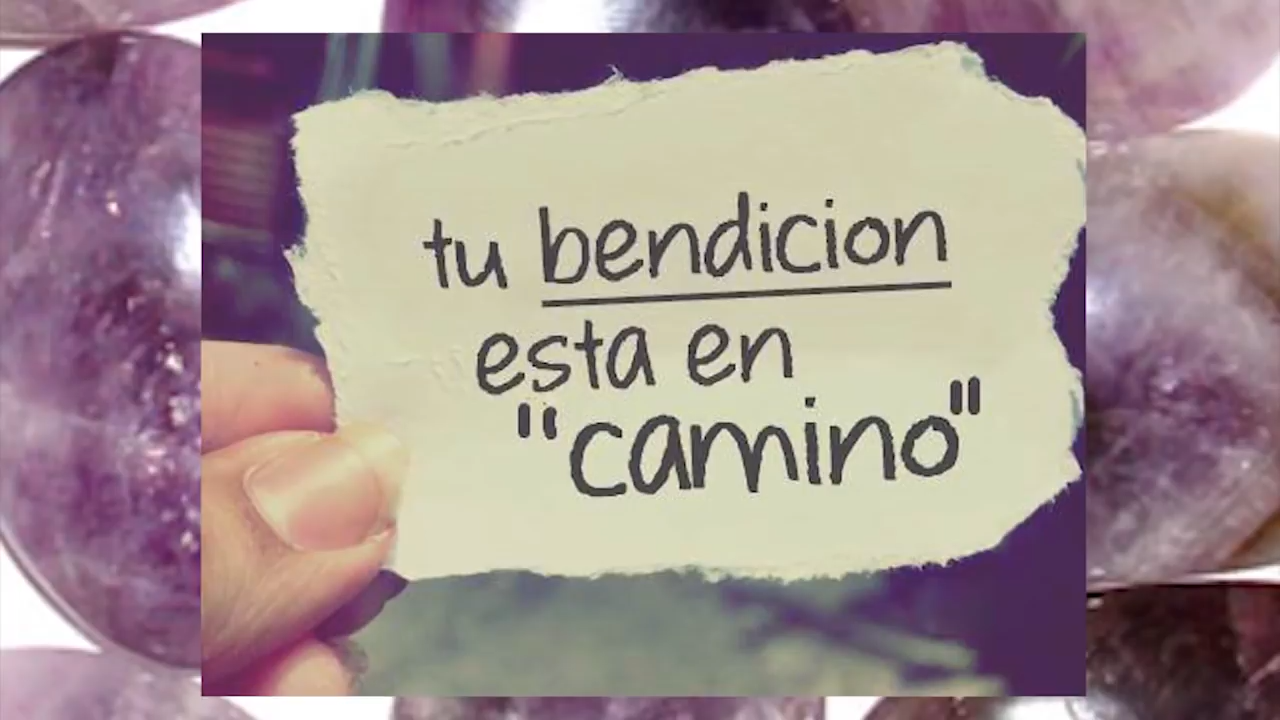 tu bendicion
esta en
"camino"